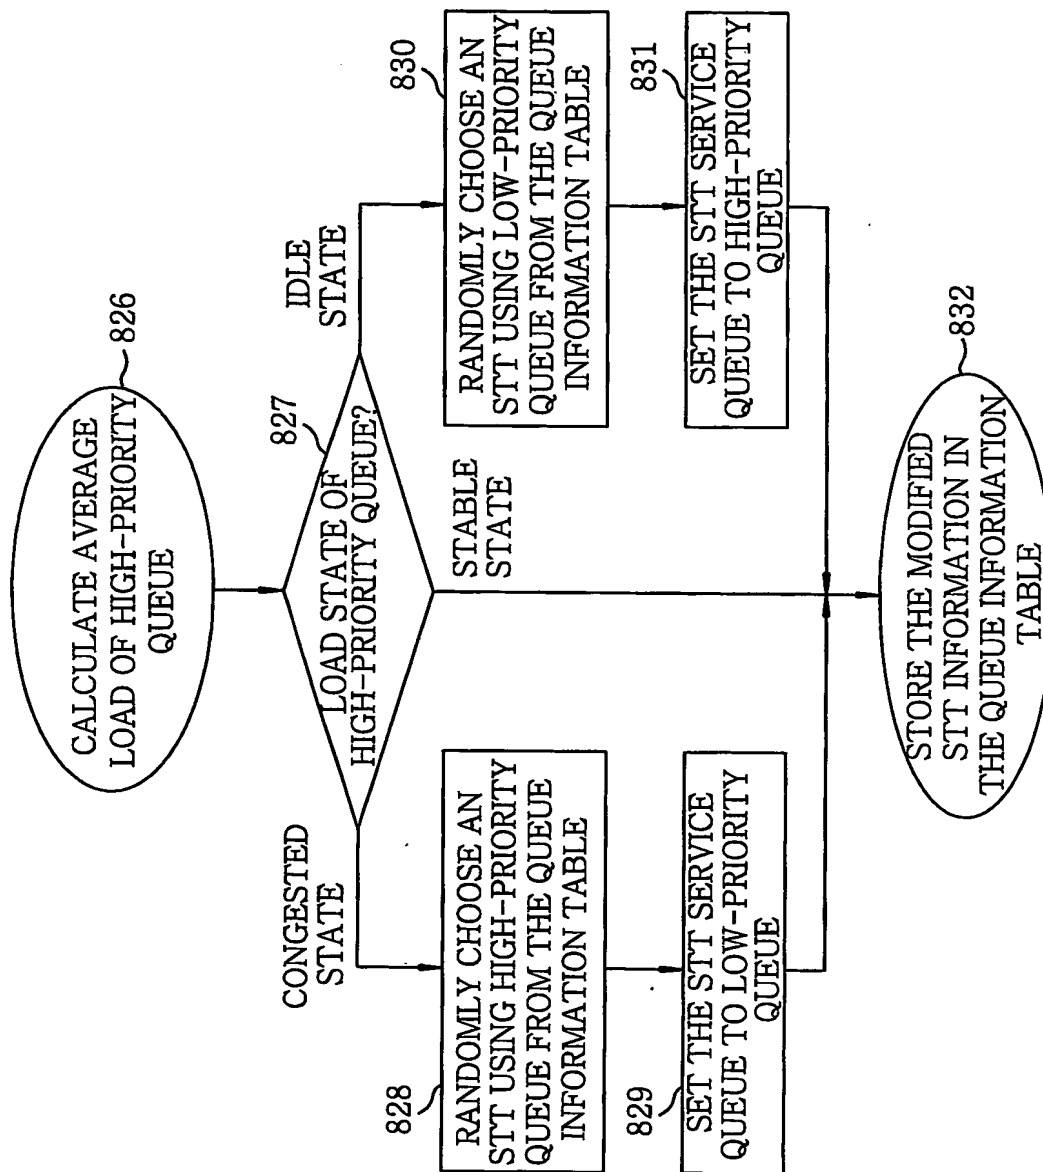 CALCULATE AVERAGE
LOAD OF HIGH-PRIORITY
QUEUE
826
LOAD STATE OF
HIGH-PRIORITY QUEUE?
827
CONGESTED
STATE
STABLE
STATE
IDLE
STATE
828
RANDOMLY CHOOSE AN
STT USING HIGH-PRIORITY
QUEUE FROM THE QUEUE
INFORMATION TABLE
830
RANDOMLY CHOOSE AN
STT USING LOW-PRIORITY
QUEUE FROM THE QUEUE
INFORMATION TABLE
829
SET THE STT SERVICE
QUEUE TO LOW-PRIORITY
QUEUE
831
SET THE STT SERVICE
QUEUE TO HIGH-PRIORITY
QUEUE
832
STORE THE MODIFIED
STT INFORMATION IN
THE QUEUE INFORMATION
TABLE